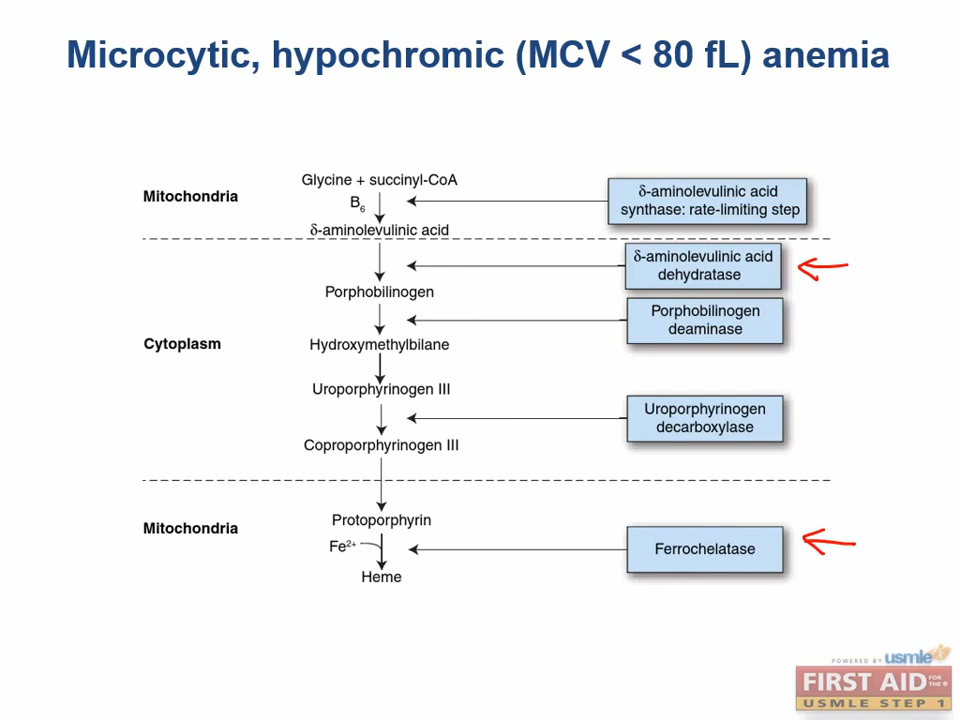 Microcytic, hypochromic (MCV < 80 fL) anemia
Mitochondria
Glycine + succinyl-CoA
B6
δ-aminolevulinic acid
δ-aminolevulinic acid
synthase: rate-limiting step
δ-aminolevulinic acid
dehydratase
Porphobilinogen
Porphobilinogen
deaminase
Cytoplasm
Hydroxymethylbilane
Uroporphyrinogen III
Uroporphyrinogen
decarboxylase
Coproporphyrinogen III
Mitochondria
Protoporphyrin
Fe2+
Ferrochelatase
Heme
POWERED BY usmle
FIRST AID FOR THE®
USMLE STEP 1